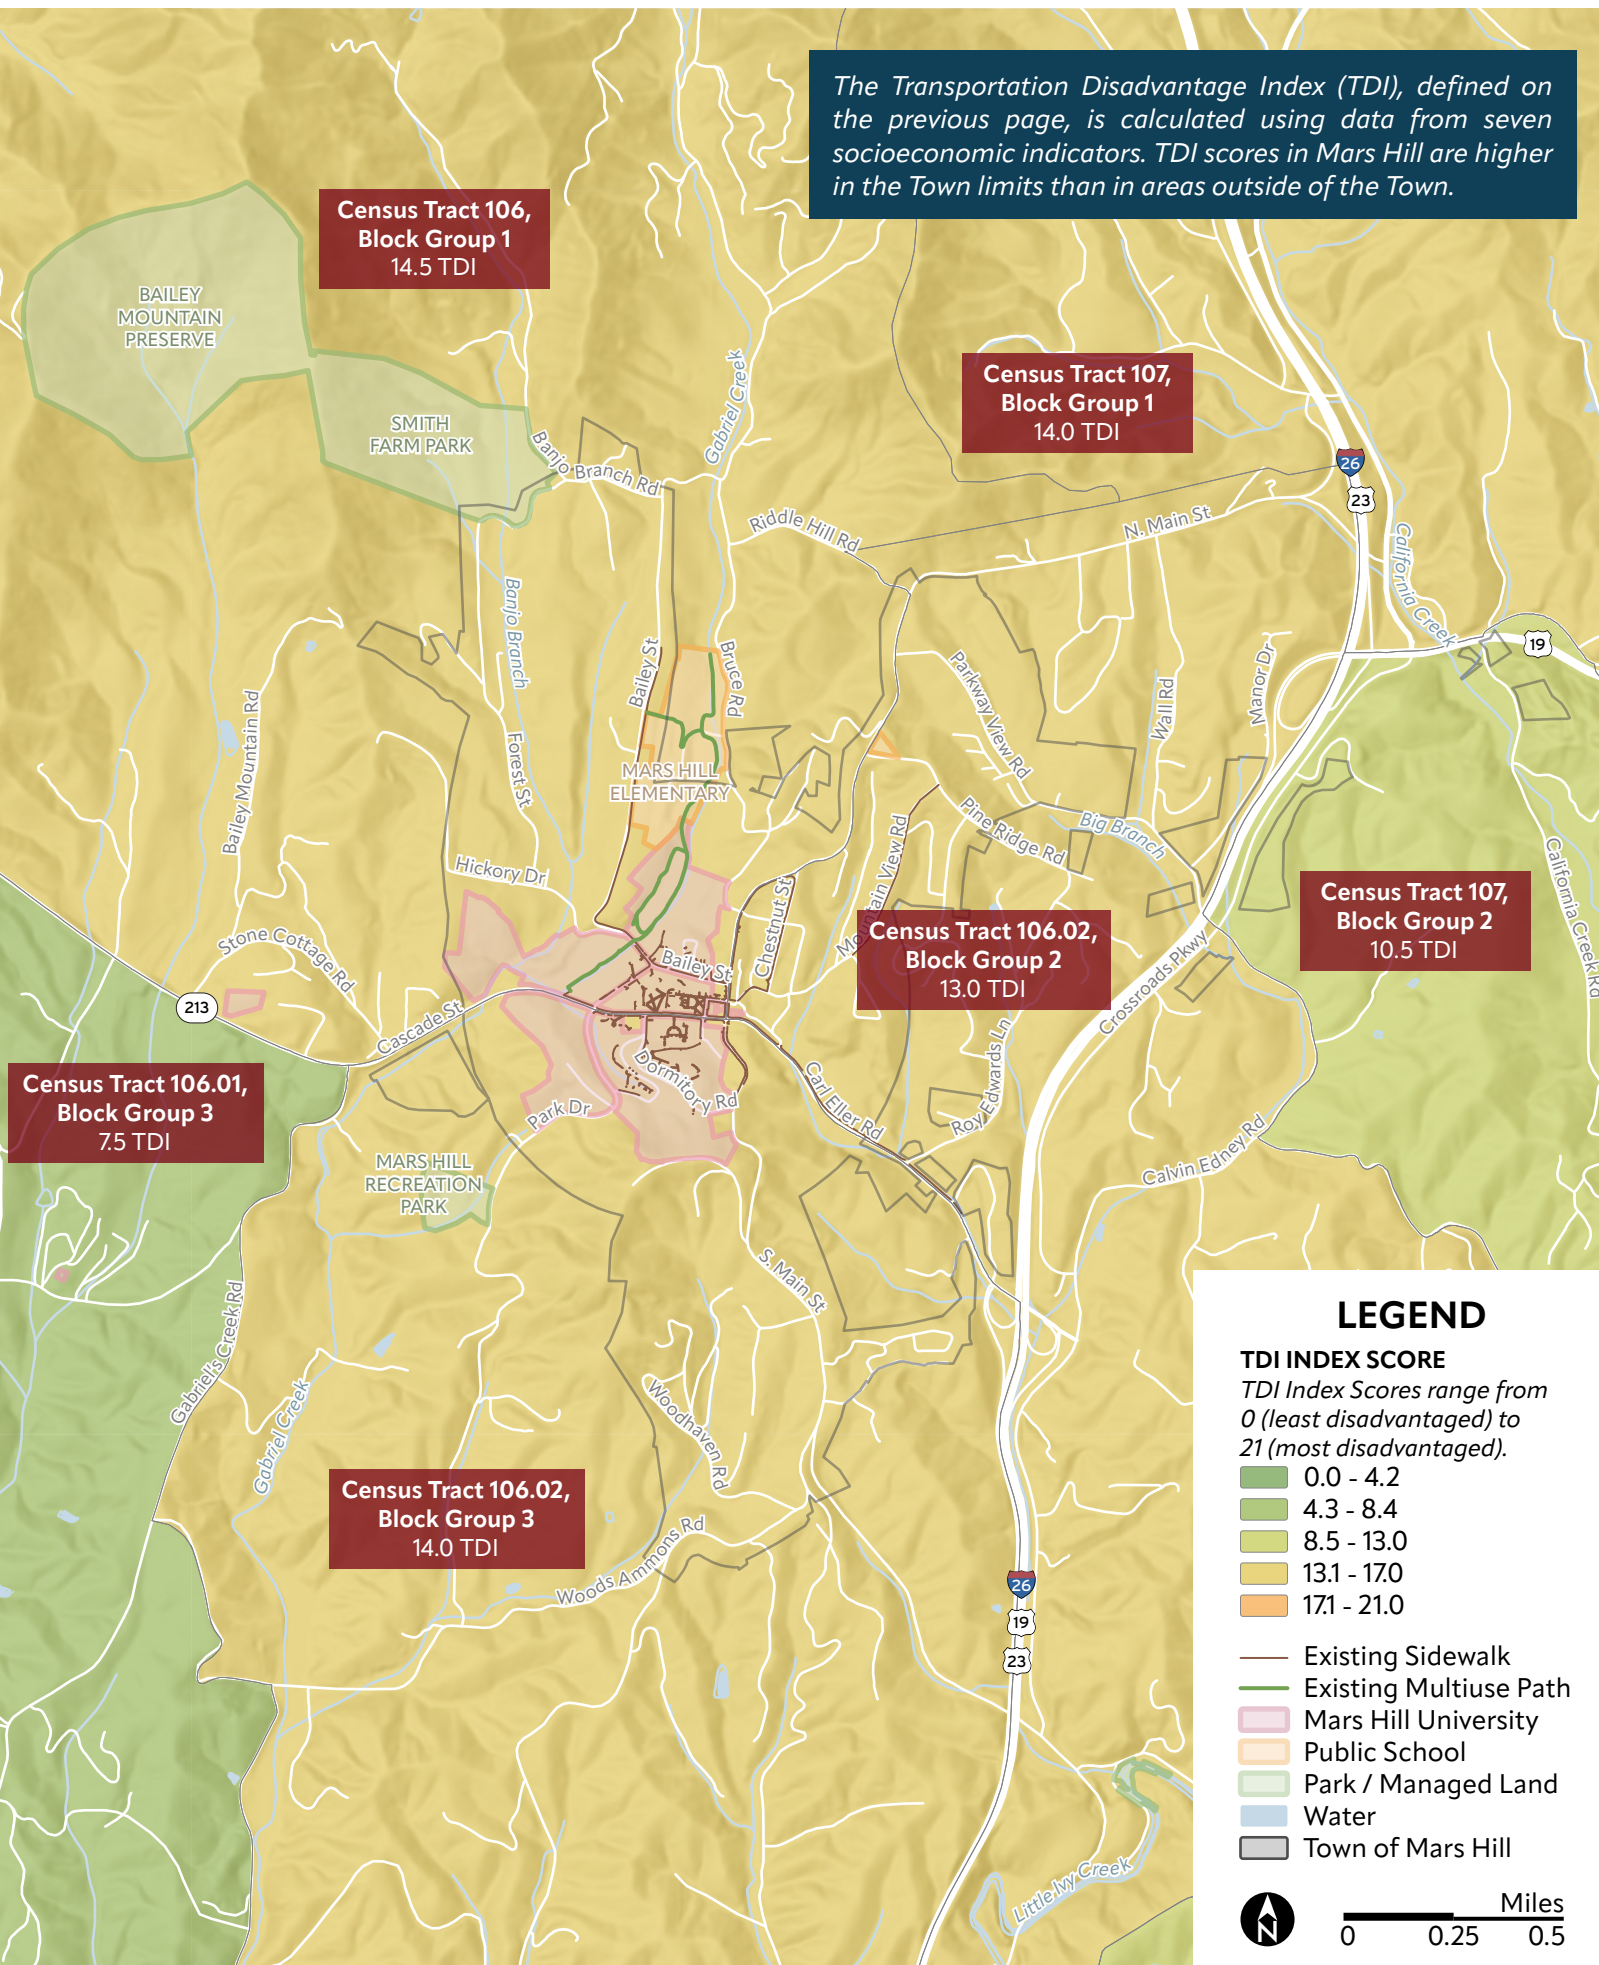 The Transportation Disadvantage Index (TDI), defined on
the previous page, is calculated using data from seven
socioeconomic indicators. TDI scores in Mars Hill are higher
in the Town limits than in areas outside of the Town.
Census Tract 106,
Block Group 1
14.5 TDI
BAILEY
MOUNTAIN
PRESERVE
SMITH
FARM PARK
Census Tract 107,
Block Group 1
14.0 TDI
Gabriel Creek
Banjo Branch Rd
Riddle Hill Rd
N. Main St
26
23
California Creek
19
Banjo Branch
Forest St
Bailey Mountain Rd
Bailey St
Bruce Rd
Parkway View Rd
Wall Rd
Manor Dr
MARS HILL
ELEMENTARY
Pine Ridge Rd
Big Branch
Mountain View Rd
Hickory Dr
Chestnut St
California Creek Rd
Census Tract 107,
Block Group 2
10.5 TDI
Census Tract 106.02,
Block Group 2
13.0 TDI
Stone Cottage Rd
Bailey St
Crossroads Pkwy
213
Cascade St
Dormitory Rd
Park Dr
Carl Eller Rd
Roy Edwards Ln
Calvin Edney Rd
Census Tract 106.01,
Block Group 3
7.5 TDI
MARS HILL
RECREATION
PARK
S. Main St
Gabriel's Creek Rd
Gabriel Creek
Woodhaven Rd
Woods Ammons Rd
Census Tract 106.02,
Block Group 3
14.0 TDI
26
19
23
Little Ivy Creek
LEGEND
TDI INDEX SCORE
TDI Index Scores range from
0 (least disadvantaged) to
21 (most disadvantaged).
0.0 - 4.2
4.3 - 8.4
8.5 - 13.0
13.1 - 17.0
17.1 - 21.0
Existing Sidewalk
Existing Multiuse Path
Mars Hill University
Public School
Park / Managed Land
Water
Town of Mars Hill
N
Miles
0 0.25 0.5